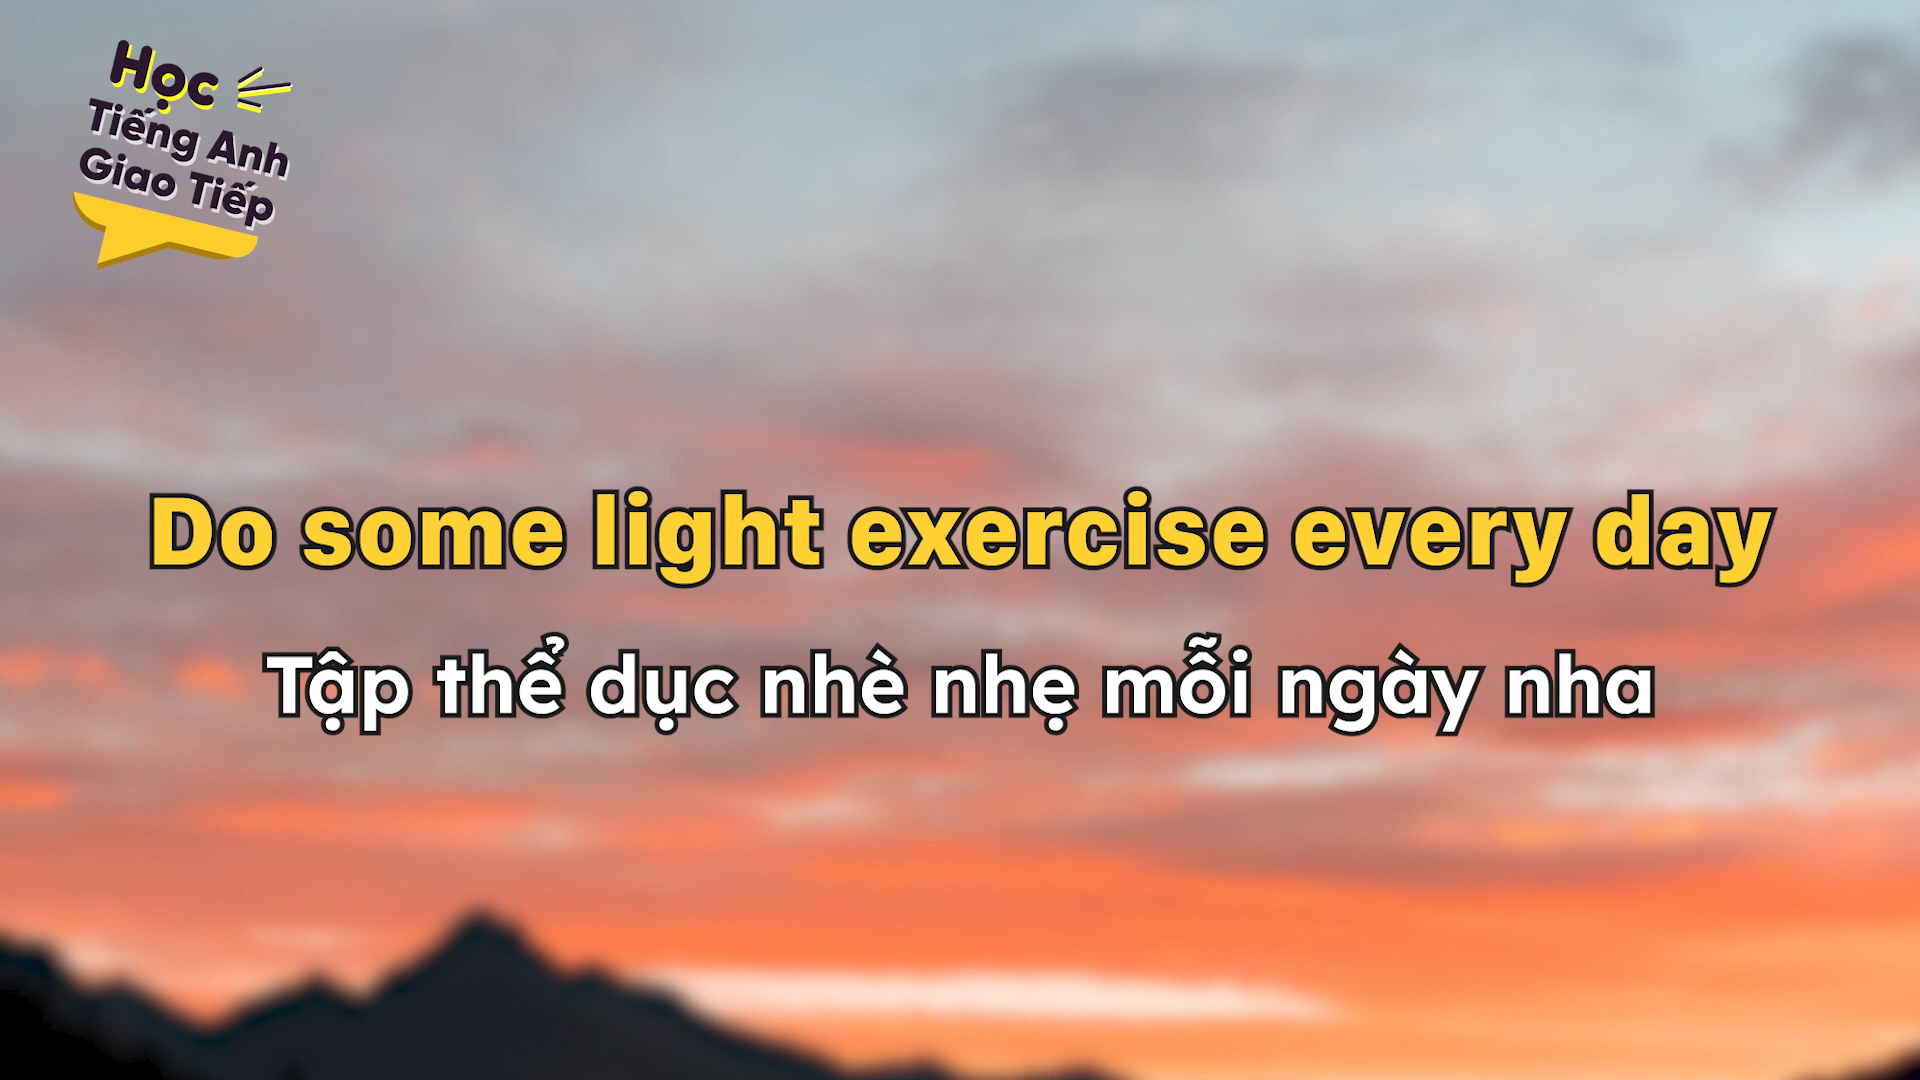 Học
Tiếng Anh
Giao Tiếp
Do some light exercise every day
Tập thể dục nhè nhẹ mỗi ngày nha